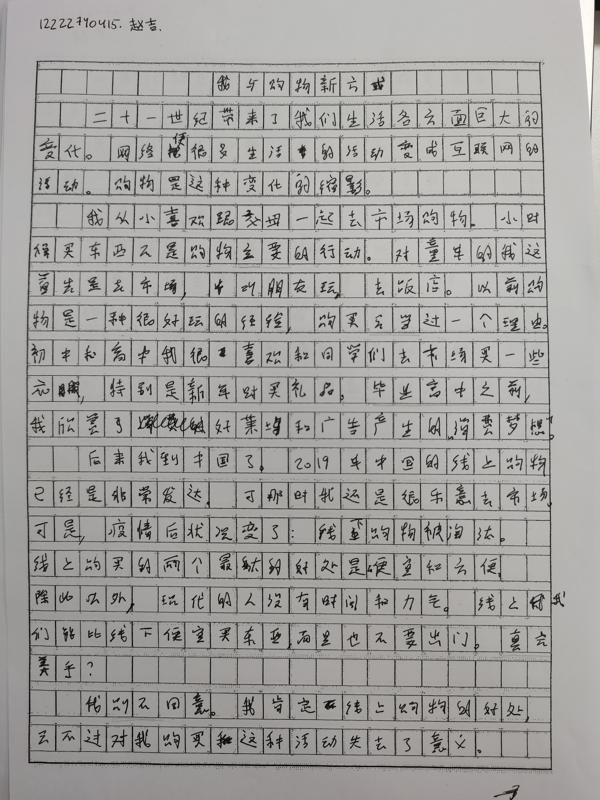 12222740415. 赵吉.
我与购物新方式
二十一世纪带来了我们生活各方面巨大的
变化。网络使很多生活的活动变成互联网的
活动。购物是这种变化的缩影。
我从小喜欢跟父母一起去市场购物。小时
候买东西不是购物主要的行动。对童年的我这
首先是去市场，和朋友玩，去饭店。以前购
物是一种很好玩的经验，购买只当过一个理由。
初中和高中我很喜欢和同学们去市场买一些
衣服，特别是新年时买礼品。毕业高中之前，
我欣赏了好莱坞和广告产生的“消费梦想”。
后来我到中国了。2019年中国的线上购物
已经是非常发达，可那时我还是很乐意去市场。
可是，疫情后状况变了：线下购物被淘汰。
线上购买的两个最大的好处是便宜和方便。
除此以外，现代的人没有时间和力气。线上我
们能比线下便宜买东西，而且也不要出门。真完
美乎？
我则不同意。我肯定线上购物的好处，
只不过对我购买这种活动失去了意义。